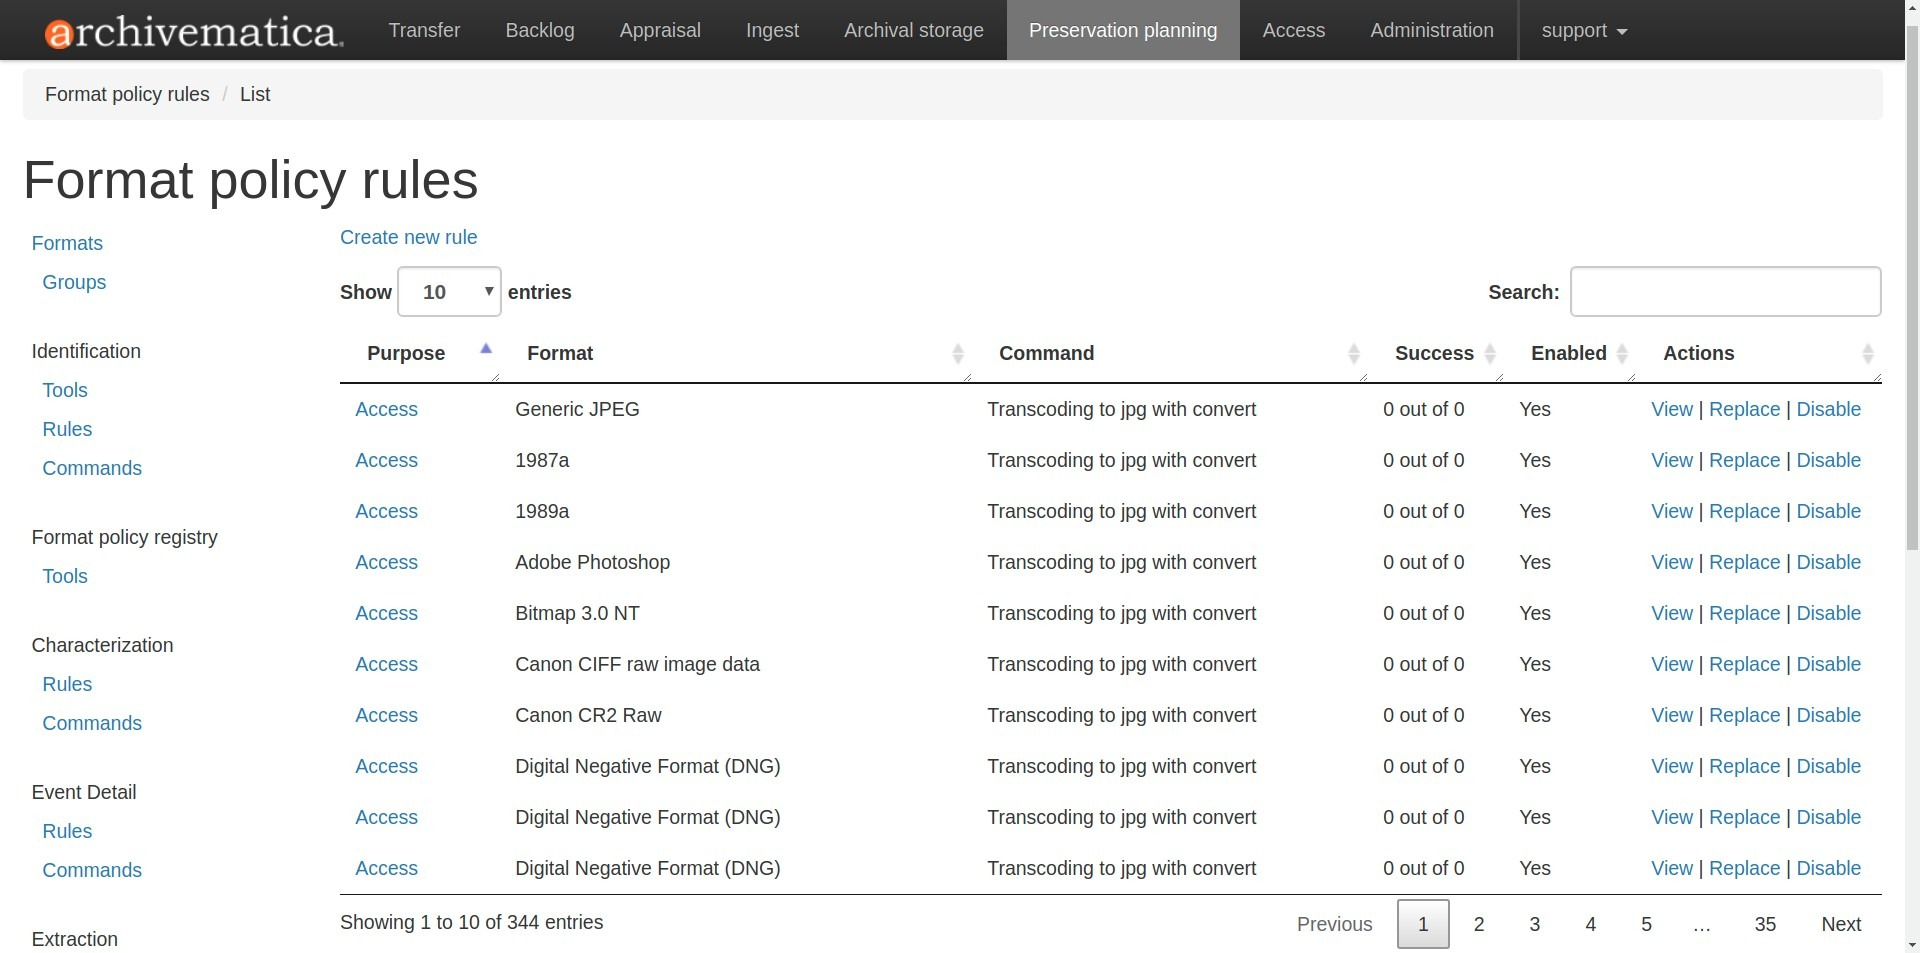 archivematica Transfer Backlog Appraisal Ingest Archival storage Preservation planning Access Administration support
Format policy rules / List
Format policy rules
Formats
Groups
Identification
Tools
Rules
Commands
Format policy registry
Tools
Characterization
Rules
Commands
Event Detail
Rules
Commands
Extraction
Create new rule
Show 10 entries Search:
Purpose Format Command Success Enabled Actions
Access Generic JPEG Transcoding to jpg with convert 0 out of 0 Yes View | Replace | Disable
Access 1987a Transcoding to jpg with convert 0 out of 0 Yes View | Replace | Disable
Access 1989a Transcoding to jpg with convert 0 out of 0 Yes View | Replace | Disable
Access Adobe Photoshop Transcoding to jpg with convert 0 out of 0 Yes View | Replace | Disable
Access Bitmap 3.0 NT Transcoding to jpg with convert 0 out of 0 Yes View | Replace | Disable
Access Canon CIFF raw image data Transcoding to jpg with convert 0 out of 0 Yes View | Replace | Disable
Access Canon CR2 Raw Transcoding to jpg with convert 0 out of 0 Yes View | Replace | Disable
Access Digital Negative Format (DNG) Transcoding to jpg with convert 0 out of 0 Yes View | Replace | Disable
Access Digital Negative Format (DNG) Transcoding to jpg with convert 0 out of 0 Yes View | Replace | Disable
Access Digital Negative Format (DNG) Transcoding to jpg with convert 0 out of 0 Yes View | Replace | Disable
Showing 1 to 10 of 344 entries Previous 1 2 3 4 5 … 35 Next